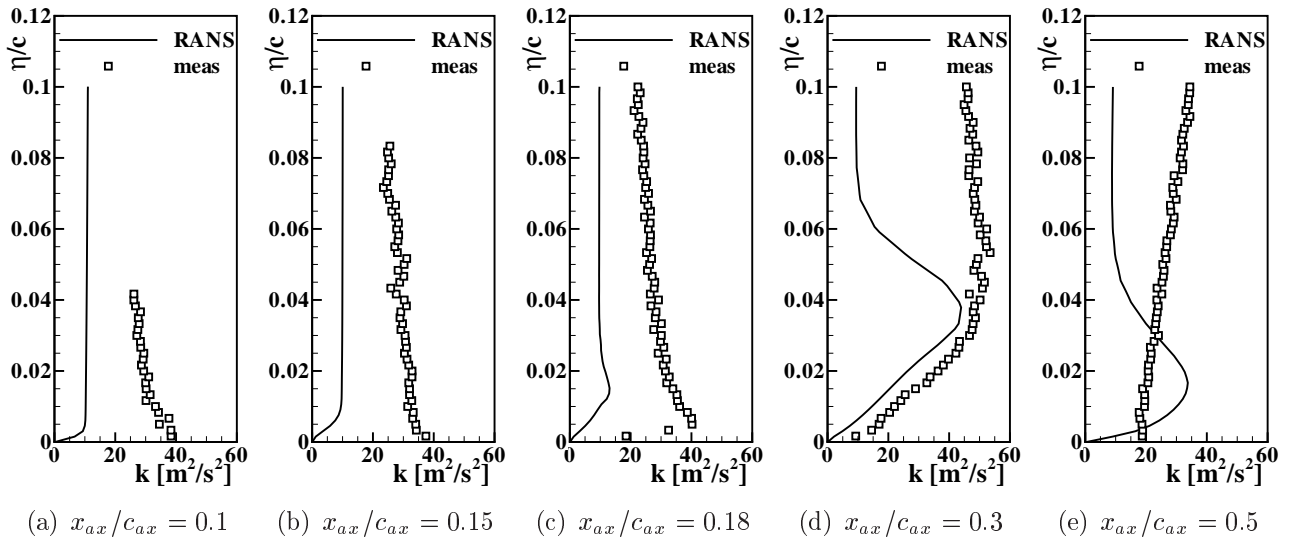 0.12
0.1
0.08
0.06
0.04
0.02
0
η/c
RANS
meas
0 20 40 60
k [m²/s²]
(a) x_ax/c_ax = 0.1
0.12
0.1
0.08
0.06
0.04
0.02
0
η/c
RANS
meas
0 20 40 60
k [m²/s²]
(b) x_ax/c_ax = 0.15
0.12
0.1
0.08
0.06
0.04
0.02
0
η/c
RANS
meas
0 20 40 60
k [m²/s²]
(c) x_ax/c_ax = 0.18
0.12
0.1
0.08
0.06
0.04
0.02
0
η/c
RANS
meas
0 20 40 60
k [m²/s²]
(d) x_ax/c_ax = 0.3
0.12
0.1
0.08
0.06
0.04
0.02
0
η/c
RANS
meas
0 20 40 60
k [m²/s²]
(e) x_ax/c_ax = 0.5